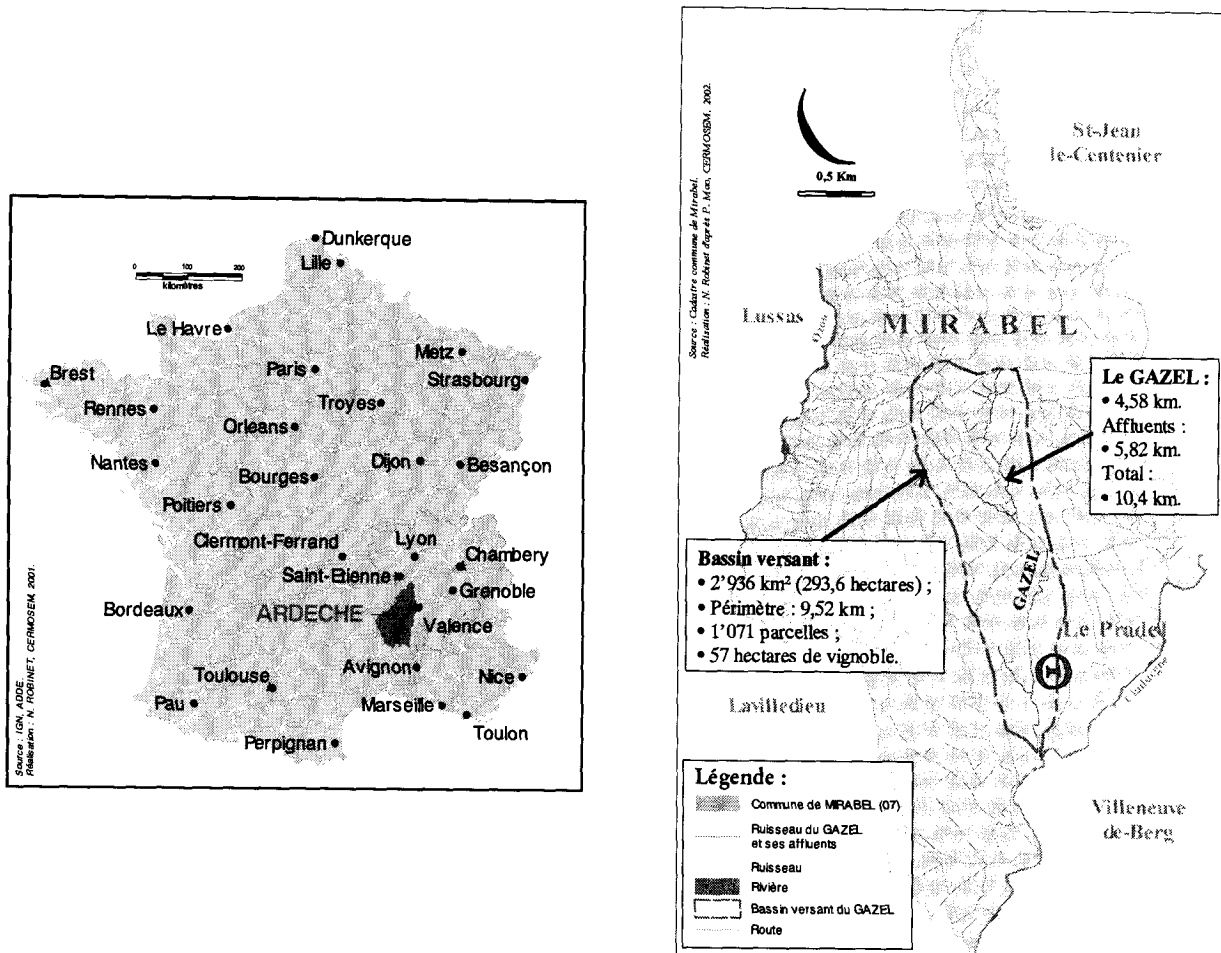 Dunkerque
Lille
0 100 200
kilomètres
Le Havre
Metz
Paris
Strasbourg
Brest
Troyes
Rennes
Orleans
Nantes
Dijon
Besançon
Bourges
Poitiers
Clermont-Ferrand
Lyon
Chambery
Saint-Etienne
Grenoble
Bordeaux
ARDECHE
Valence
Avignon
Toulouse
Nice
Pau
Marseille
Toulon
Perpignan
Source : IGN, ADDE.
Réalisation : N. ROBINET, CERMOSEM, 2001.
Source : Cadastre commune de Mirabel.
Realisation : N. Robinet d'après P. Mao, CERMOSEM, 2002.
0,5 Km
St-Jean
le-Centenier
Lussas
MIRABEL
Le GAZEL :
• 4,58 km.
Affluents :
• 5,82 km.
Total :
• 10,4 km.
Bassin versant :
• 2'936 km² (293,6 hectares) ;
• Périmètre : 9,52 km ;
• 1'071 parcelles ;
• 57 hectares de vignoble.
GAZEL
Le Pradel
Lavilledieu
Villeneuve
de-Berg
Légende :
Commune de MIRABEL (07)
Ruisseau du GAZEL
et ses affluents
Ruisseau
Rivière
Bassin versant du GAZEL
Route